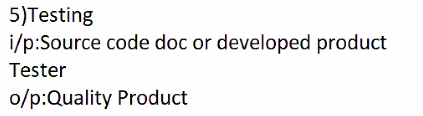 5)Testing
i/p:Source code doc or developed product
Tester
o/p:Quality Product